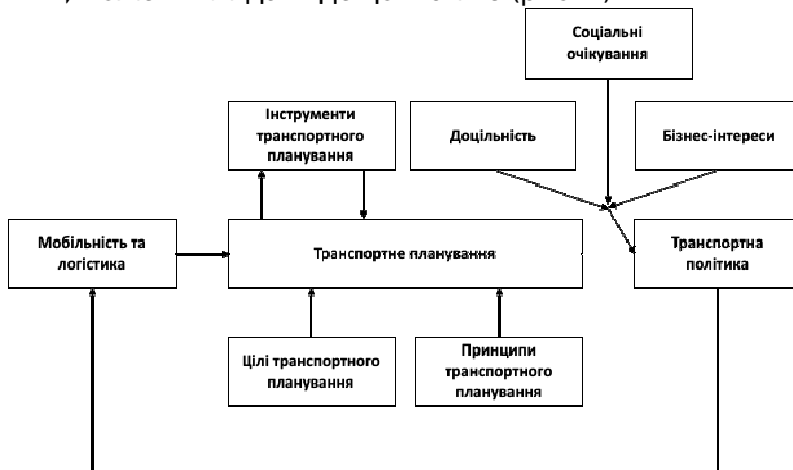 Соціальні
очікування
Інструменти
транспортного
планування
Доцільність
Бізнес-інтереси
Мобільність та
логістика
Транспортне планування
Транспортна
політика
Цілі транспортного
планування
Принципи
транспортного
планування